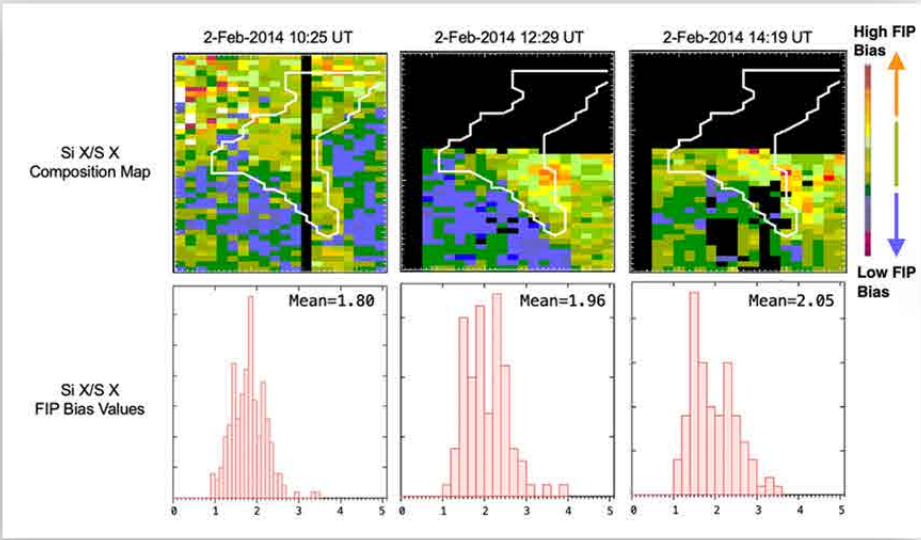 2-Feb-2014 10:25 UT
2-Feb-2014 12:29 UT
2-Feb-2014 14:19 UT
High FIP
Bias
Si X/S X
Composition Map
Low FIP
Bias
Mean=1.80
Mean=1.96
Mean=2.05
Si X/S X
FIP Bias Values
0 1 2 3 4 5
0 1 2 3 4 5
0 1 2 3 4 5